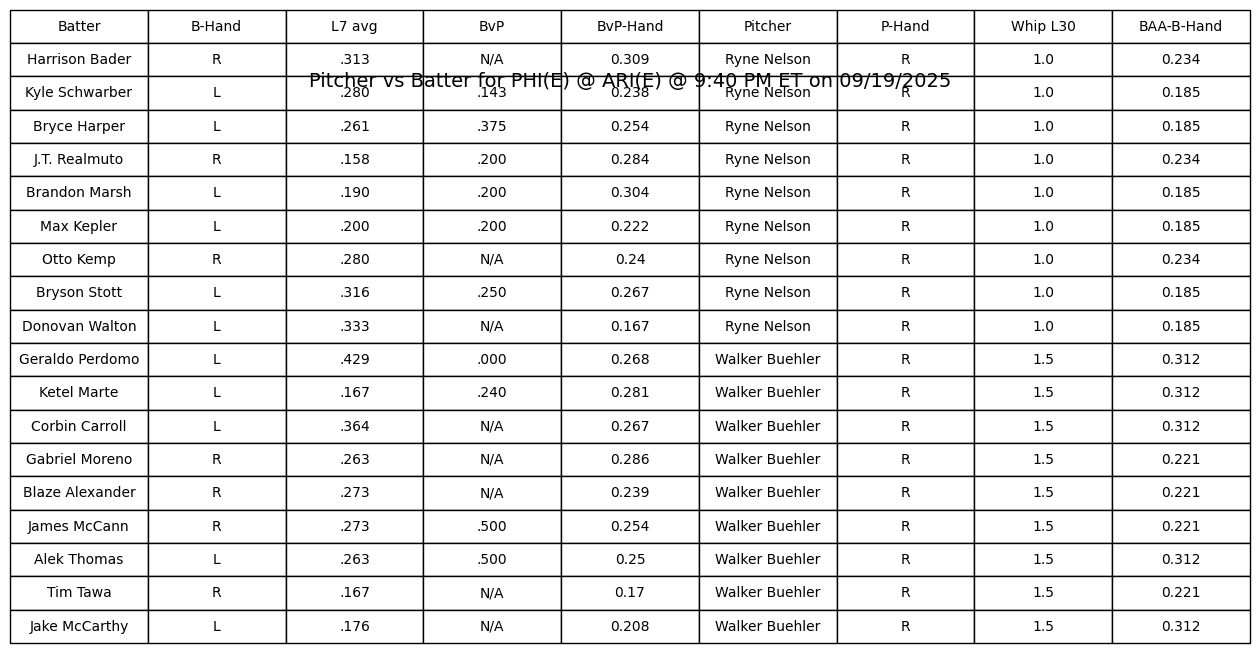 Batter B-Hand L7 avg BvP BvP-Hand Pitcher P-Hand Whip L30 BAA-B-Hand
Harrison Bader R .313 N/A 0.309 Ryne Nelson R 1.0 0.234
Pitcher vs Batter for PHI(E) @ ARI(E) @ 9:40 PM ET on 09/19/2025
Kyle Schwarber L .280 .143 0.238 Ryne Nelson R 1.0 0.185
Bryce Harper L .261 .375 0.254 Ryne Nelson R 1.0 0.185
J.T. Realmuto R .158 .200 0.284 Ryne Nelson R 1.0 0.234
Brandon Marsh L .190 .200 0.304 Ryne Nelson R 1.0 0.185
Max Kepler L .200 .200 0.222 Ryne Nelson R 1.0 0.185
Otto Kemp R .280 N/A 0.24 Ryne Nelson R 1.0 0.234
Bryson Stott L .316 .250 0.267 Ryne Nelson R 1.0 0.185
Donovan Walton L .333 N/A 0.167 Ryne Nelson R 1.0 0.185
Geraldo Perdomo L .429 .000 0.268 Walker Buehler R 1.5 0.312
Ketel Marte L .167 .240 0.281 Walker Buehler R 1.5 0.312
Corbin Carroll L .364 N/A 0.267 Walker Buehler R 1.5 0.312
Gabriel Moreno R .263 N/A 0.286 Walker Buehler R 1.5 0.221
Blaze Alexander R .273 N/A 0.239 Walker Buehler R 1.5 0.221
James McCann R .273 .500 0.254 Walker Buehler R 1.5 0.221
Alek Thomas L .263 .500 0.25 Walker Buehler R 1.5 0.312
Tim Tawa R .167 N/A 0.17 Walker Buehler R 1.5 0.221
Jake McCarthy L .176 N/A 0.208 Walker Buehler R 1.5 0.312